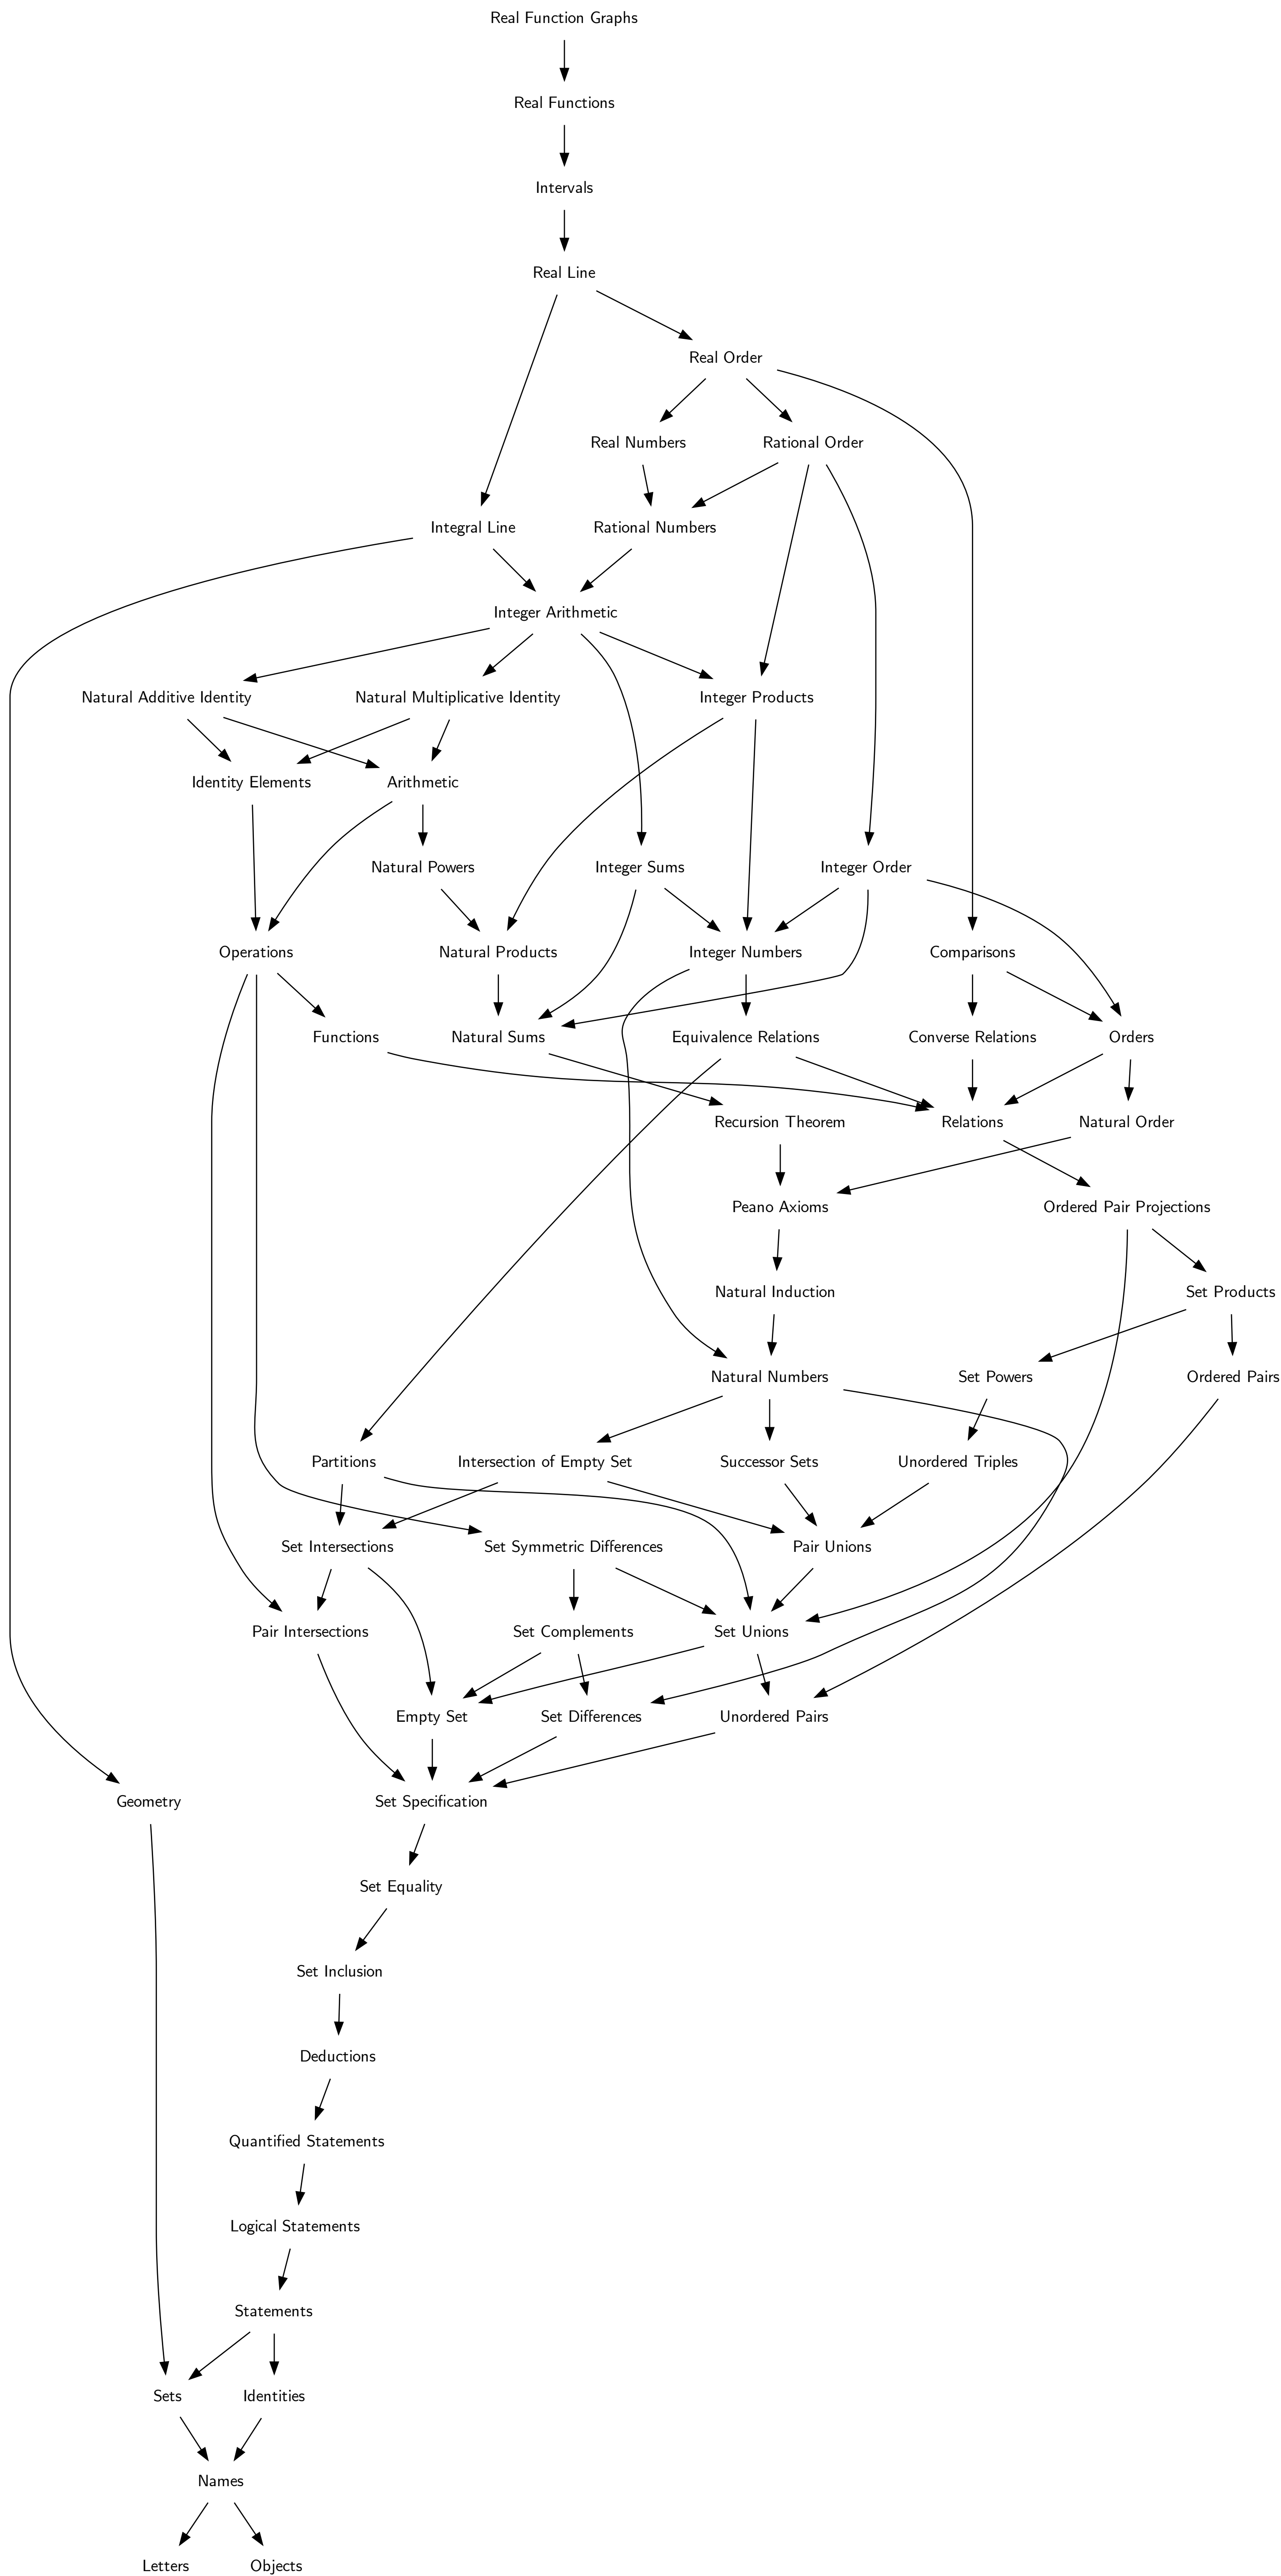 Real Function Graphs
Real Functions
Intervals
Real Line
Real Order
Real Numbers
Rational Order
Integral Line
Rational Numbers
Integer Arithmetic
Natural Additive Identity
Natural Multiplicative Identity
Integer Products
Identity Elements
Arithmetic
Natural Powers
Integer Sums
Integer Order
Operations
Natural Products
Integer Numbers
Comparisons
Functions
Natural Sums
Equivalence Relations
Converse Relations
Orders
Recursion Theorem
Relations
Natural Order
Peano Axioms
Ordered Pair Projections
Natural Induction
Set Products
Natural Numbers
Set Powers
Ordered Pairs
Partitions
Intersection of Empty Set
Successor Sets
Unordered Triples
Set Intersections
Set Symmetric Differences
Pair Unions
Pair Intersections
Set Complements
Set Unions
Empty Set
Set Differences
Unordered Pairs
Geometry
Set Specification
Set Equality
Set Inclusion
Deductions
Quantified Statements
Logical Statements
Statements
Sets
Identities
Names
Letters
Objects